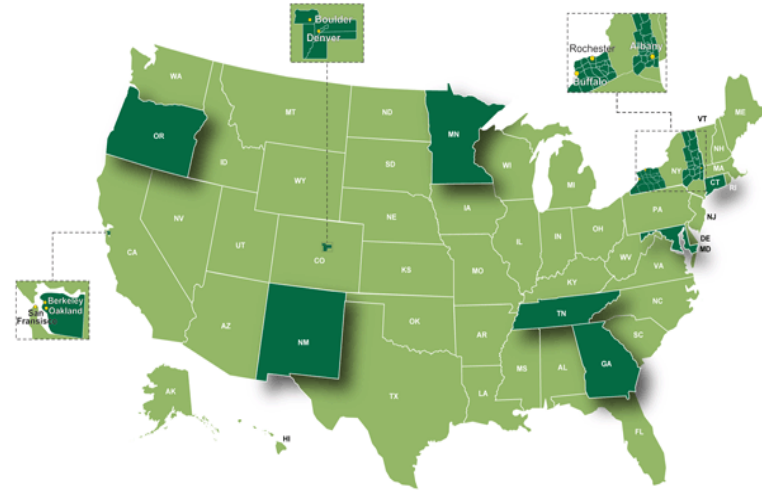 Boulder
Denver
Rochester
Albany
Buffalo
WA
OR
MT
ND
MN
ID
WY
SD
WI
MI
VT
ME
NH
NY
MA
CT
RI
NV
UT
CO
NE
IA
IL
IN
OH
PA
NJ
DE
MD
CA
KS
MO
KY
WV
VA
Berkeley
San
Oakland
Fransisco
AZ
NM
OK
AR
TN
NC
SC
MS
AL
GA
TX
LA
FL
AK
HI